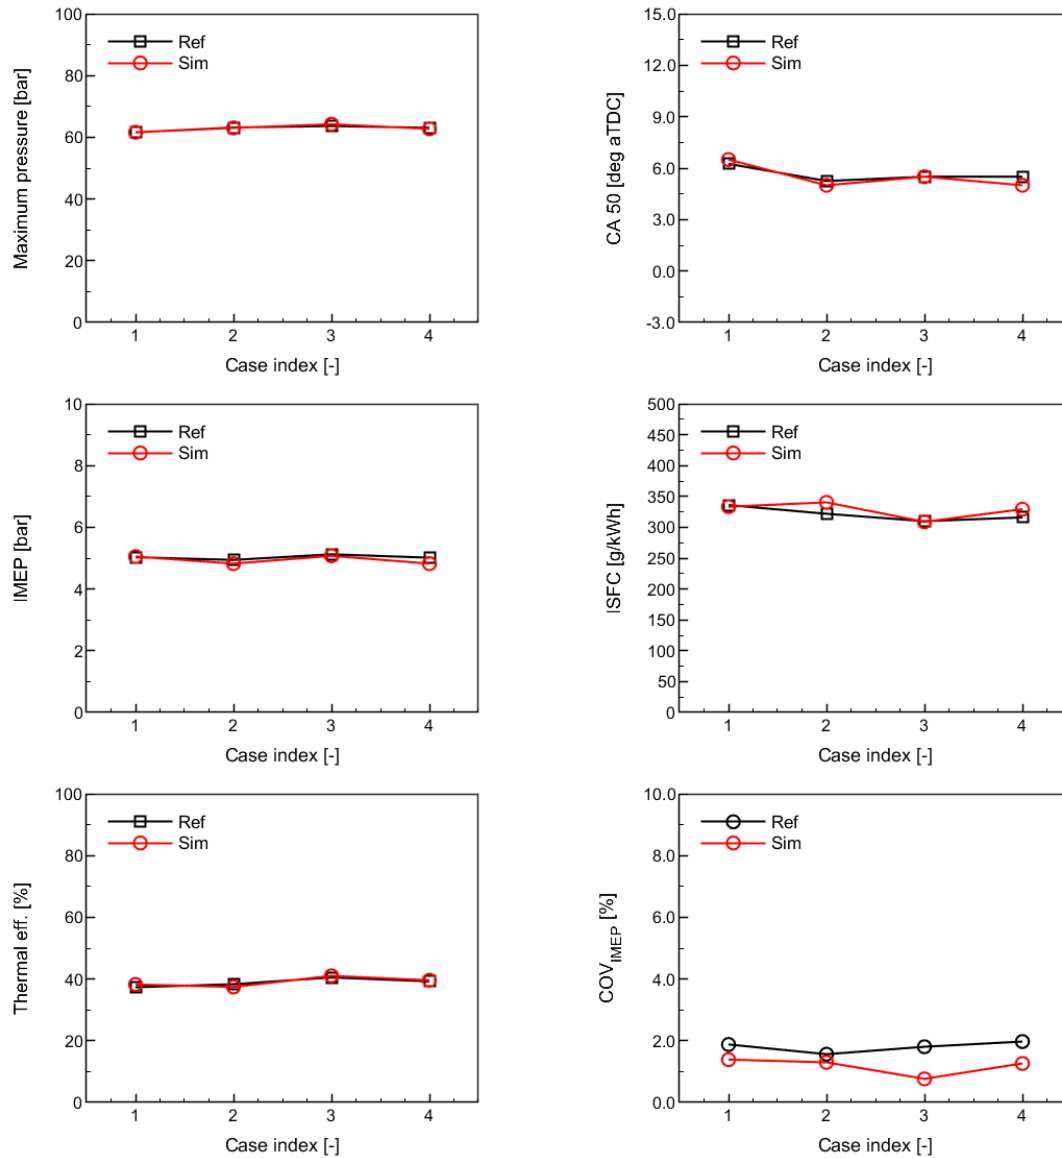 100
80
60
40
20
0
Maximum pressure [bar]
Ref
Sim
1 2 3 4
Case index [-]
15.0
12.0
9.0
6.0
3.0
0.0
-3.0
CA 50 [deg aTDC]
Ref
Sim
1 2 3 4
Case index [-]
10
8
6
4
2
0
IMEP [bar]
Ref
Sim
1 2 3 4
Case index [-]
500
450
400
350
300
250
200
150
100
50
0
ISFC [g/kWh]
Ref
Sim
1 2 3 4
Case index [-]
100
80
60
40
20
0
Thermal eff. [%]
Ref
Sim
1 2 3 4
Case index [-]
10.0
8.0
6.0
4.0
2.0
0.0
COV_IMEP [%]
Ref
Sim
1 2 3 4
Case index [-]